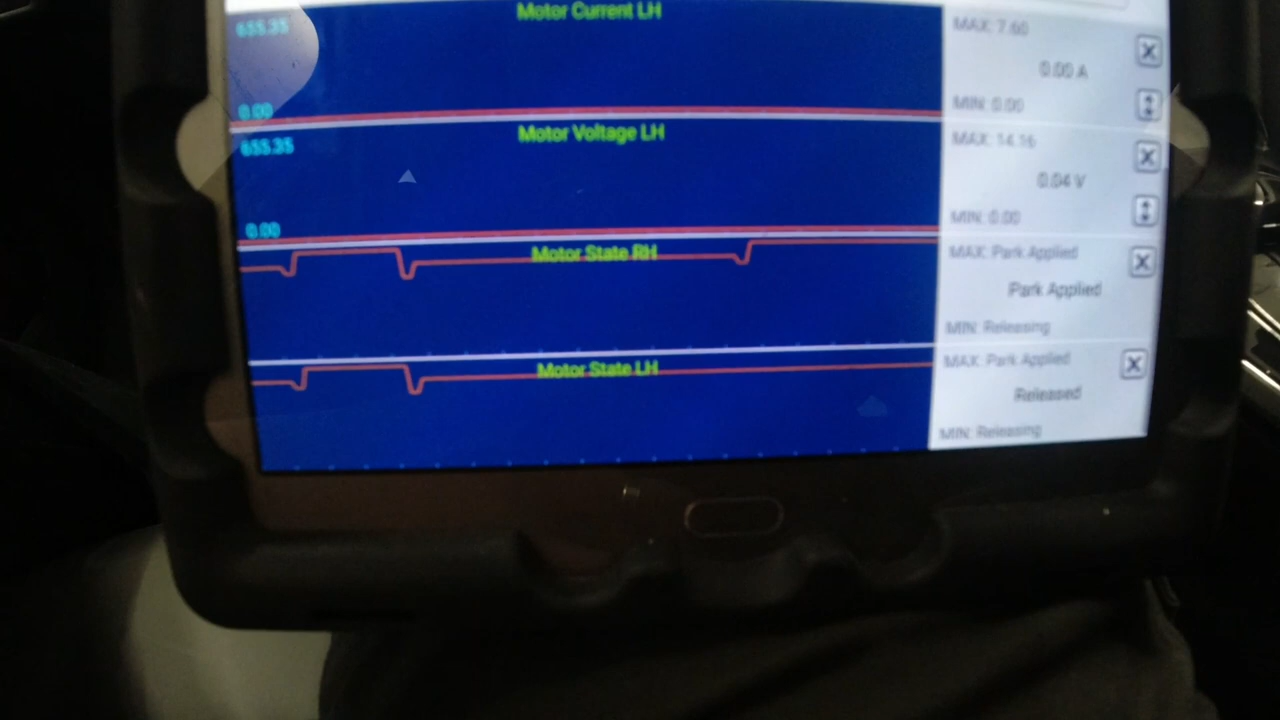 Motor Current LH
655.35
0.00
MAX: 7.60
0.00 A
MIN: 0.00
Motor Voltage LH
655.35
0.00
MAX: 14.16
0.04 V
MIN: 0.00
Motor State RH
MAX: Park Applied
Park Applied
MIN: Releasing
Motor State LH
MAX: Park Applied
Released
MIN: Releasing